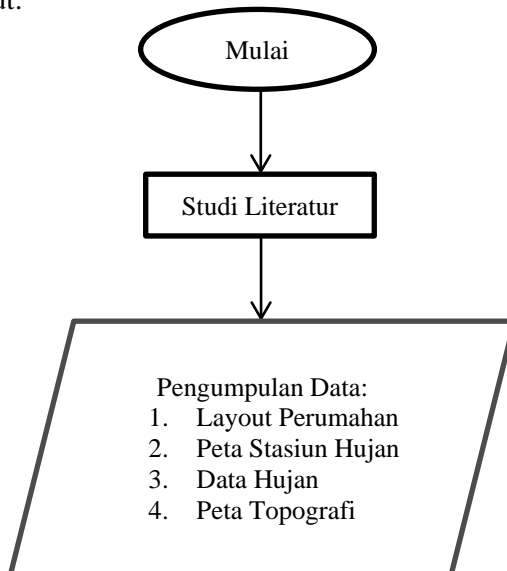 Mulai
Studi Literatur
Pengumpulan Data:
1. Layout Perumahan
2. Peta Stasiun Hujan
3. Data Hujan
4. Peta Topografi